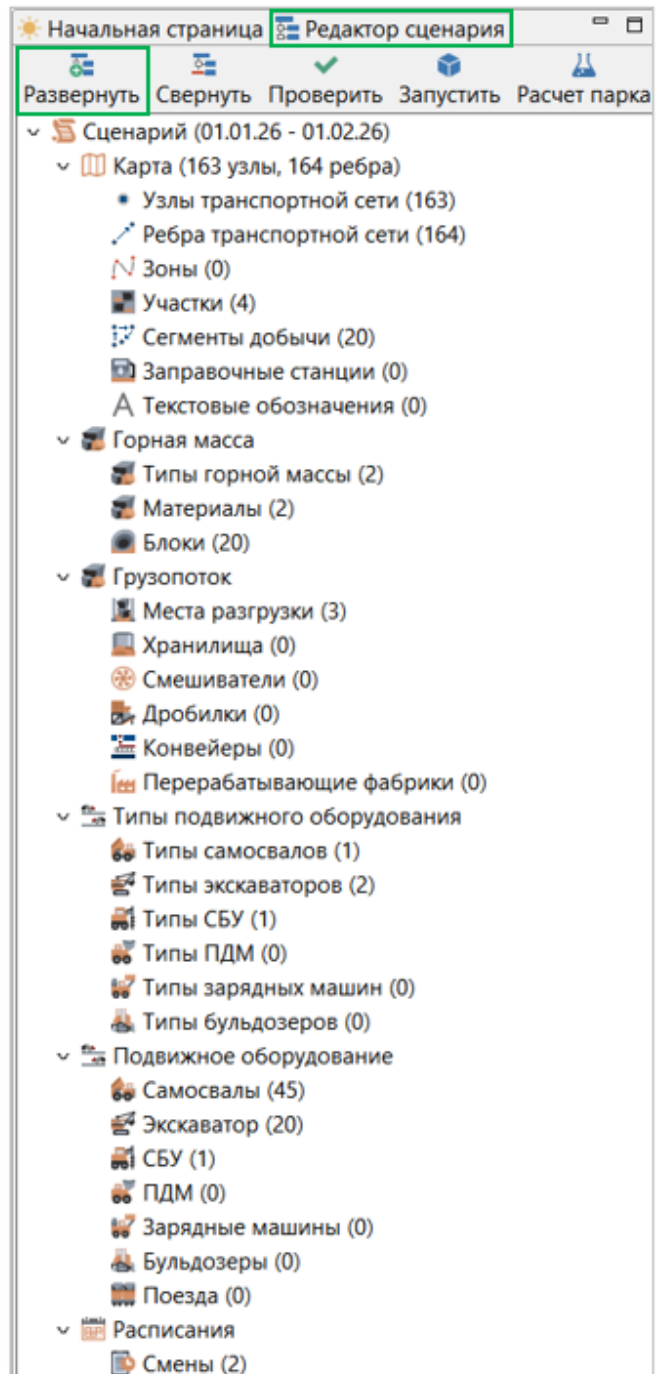 Начальная страница Редактор сценария
Развернуть Свернуть Проверить Запустить Расчет парка
Сценарий (01.01.26 - 01.02.26)
Карта (163 узлы, 164 ребра)
Узлы транспортной сети (163)
Ребра транспортной сети (164)
Зоны (0)
Участки (4)
Сегменты добычи (20)
Заправочные станции (0)
Текстовые обозначения (0)
Горная масса
Типы горной массы (2)
Материалы (2)
Блоки (20)
Грузопоток
Места разгрузки (3)
Хранилища (0)
Смешиватели (0)
Дробилки (0)
Конвейеры (0)
Перерабатывающие фабрики (0)
Типы подвижного оборудования
Типы самосвалов (1)
Типы экскаваторов (2)
Типы СБУ (1)
Типы ПДМ (0)
Типы зарядных машин (0)
Типы бульдозеров (0)
Подвижное оборудование
Самосвалы (45)
Экскаватор (20)
СБУ (1)
ПДМ (0)
Зарядные машины (0)
Бульдозеры (0)
Поезда (0)
Расписания
Смены (2)